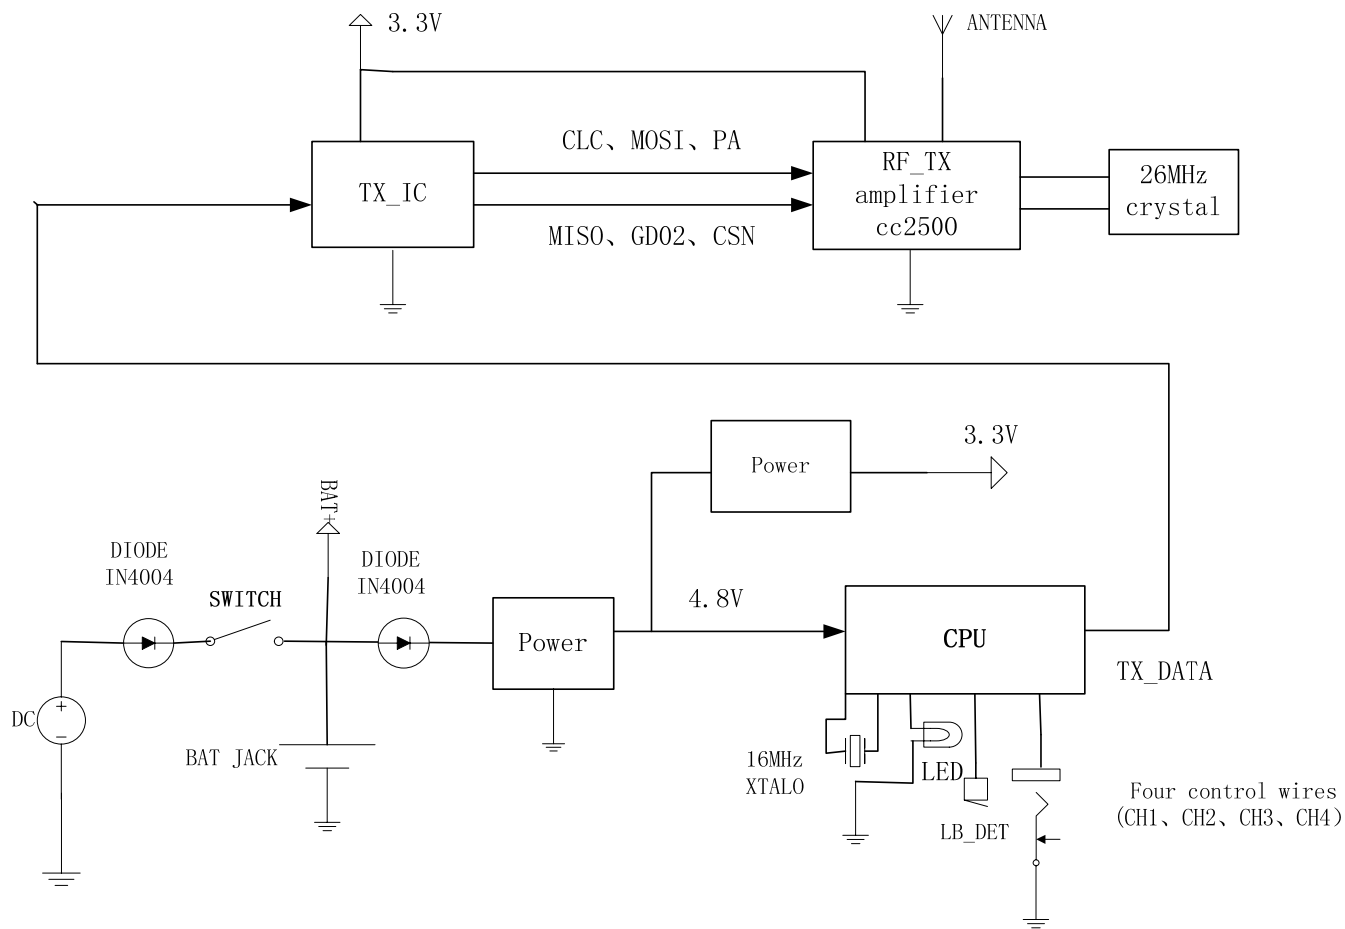 3.3V
ANTENNA
CLC、MOSI、PA
TX_IC
RF_TX
amplifier
cc2500
26MHz
crystal
MISO、GD02、CSN
3.3V
Power
BAT+
DIODE
IN4004
DIODE
IN4004
SWITCH
4.8V
Power
CPU
TX_DATA
DC
+
-
BAT JACK
16MHz
XTALO
LED
LB_DET
Four control wires
(CH1、CH2、CH3、CH4)